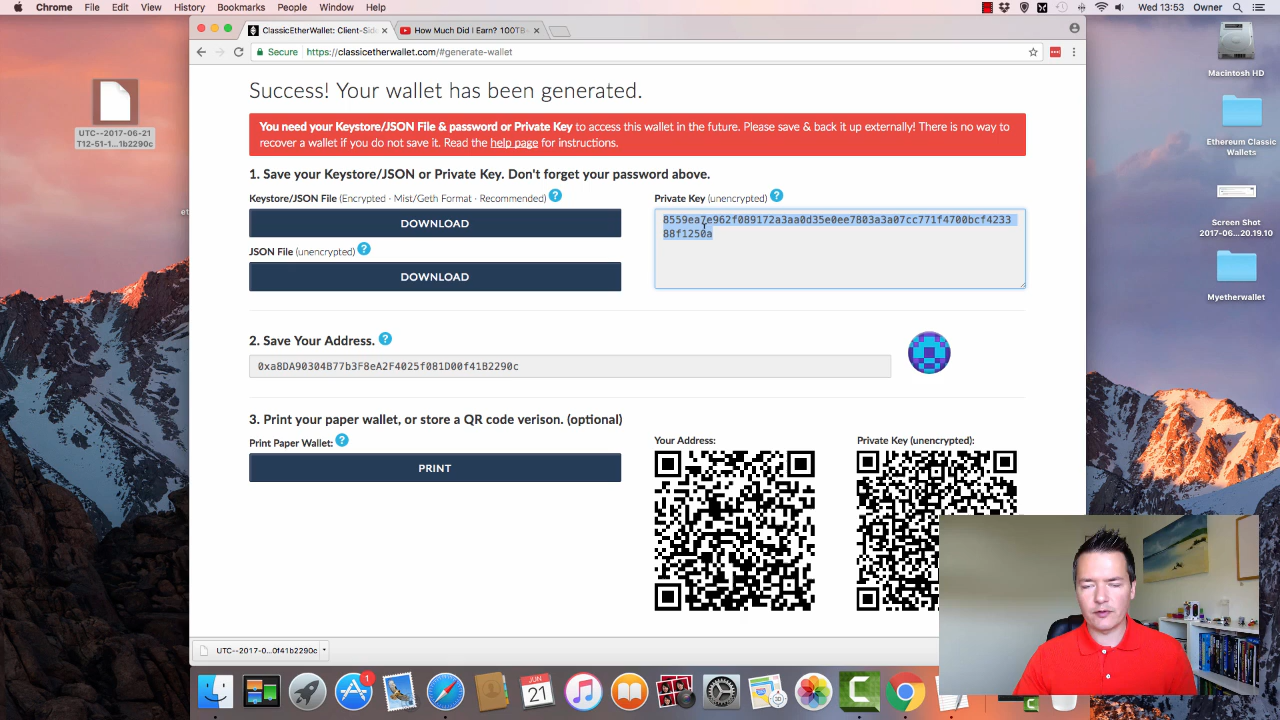 Chrome File Edit View History Bookmarks People Window Help
Wed 14 Wed 13:53 Owner
ClassicEtherWallet: Client-Sid
How Much Did I Earn? 100TB
Secure https://classicetherwallet.com/#generate-wallet
Success! Your wallet has been generated.
You need your Keystore/JSON File & password or Private Key to access this wallet in the future. Please save & back it up externally! There is no way to
recover a wallet if you do not save it. Read the help page for instructions.
1. Save your Keystore/JSON or Private Key. Don't forget your password above.
Keystore/JSON File (Encrypted · Mist/Geth Format · Recommended) ?
DOWNLOAD
JSON File (unencrypted) ?
DOWNLOAD
Private Key (unencrypted) ?
8559ea7e962f089172a3aa0d35e0ee7803a3a07cc771f4700bcf4233
88f1250a
2. Save Your Address. ?
0xa8DA90304B77b3F8eA2F4025f081D00f41B2290c
3. Print your paper wallet, or store a QR code verison. (optional)
Print Paper Wallet: ?
PRINT
Your Address:
Private Key (unencrypted):
UTC--2017-0...0f41b2290c
UTC--2017-06-21
T12-51-1...1b2290c
et
Macintosh HD
Ethereum Classic
Wallets
Screen Shot
2017-06...20.19.10
Myetherwallet
1
JUN
21